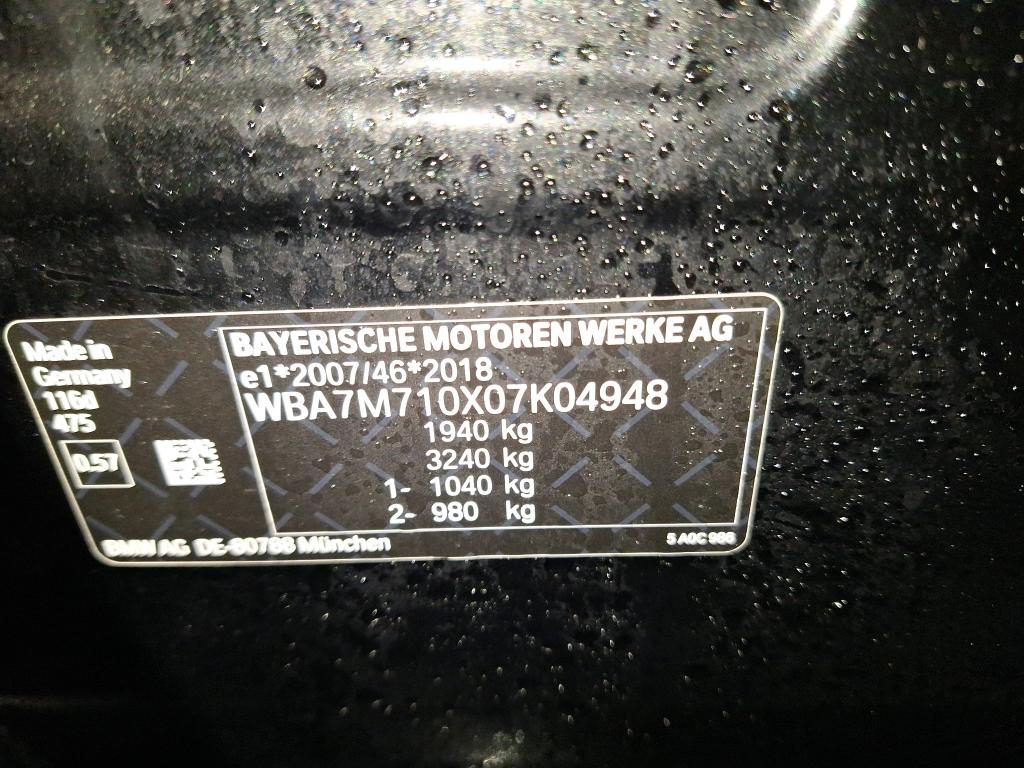 Made in
Germany
116d
475
0.57
BAYERISCHE MOTOREN WERKE AG
e1*2007/46*2018
WBA7M710X07K04948
1940 kg
3240 kg
1- 1040 kg
2- 980 kg
BMW AG DE-80788 München
5 A0C 986